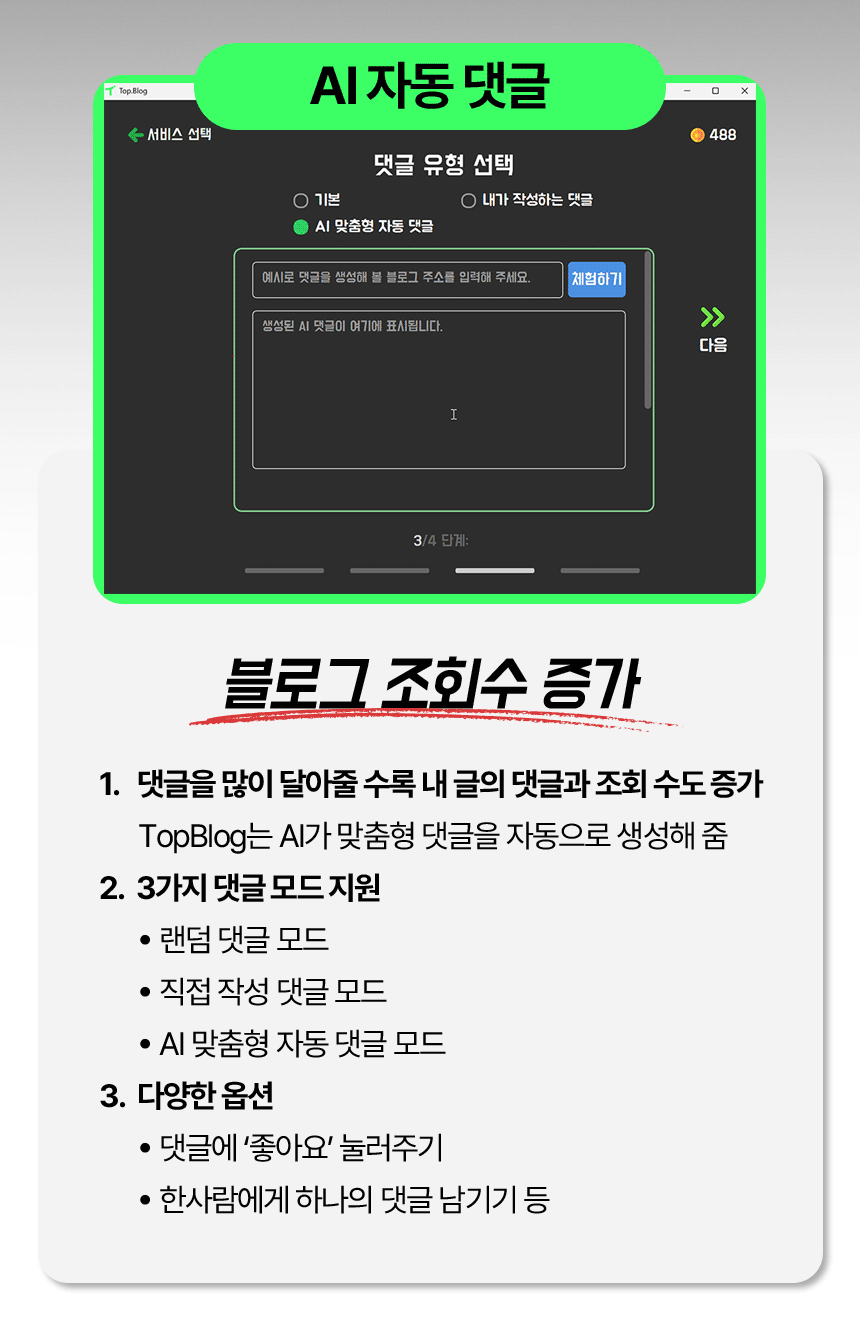 AI 자동 댓글
Top.Blog
서비스 선택
488
댓글 유형 선택
기본
내가 작성하는 댓글
AI 맞춤형 자동 댓글
예시로 댓글을 생성해 볼 블로그 주소를 입력해 주세요.
체험하기
생성된 AI 댓글이 여기에 표시됩니다.
다음
3/4 단계:
블로그 조회수 증가
1. 댓글을 많이 달아줄 수록 내 글의 댓글과 조회 수도 증가
TopBlog는 AI가 맞춤형 댓글을 자동으로 생성해 줌
2. 3가지 댓글 모드 지원
• 랜덤 댓글 모드
• 직접 작성 댓글 모드
• AI 맞춤형 자동 댓글 모드
3. 다양한 옵션
• 댓글에 ‘좋아요’ 눌러주기
• 한사람에게 하나의 댓글 남기기 등